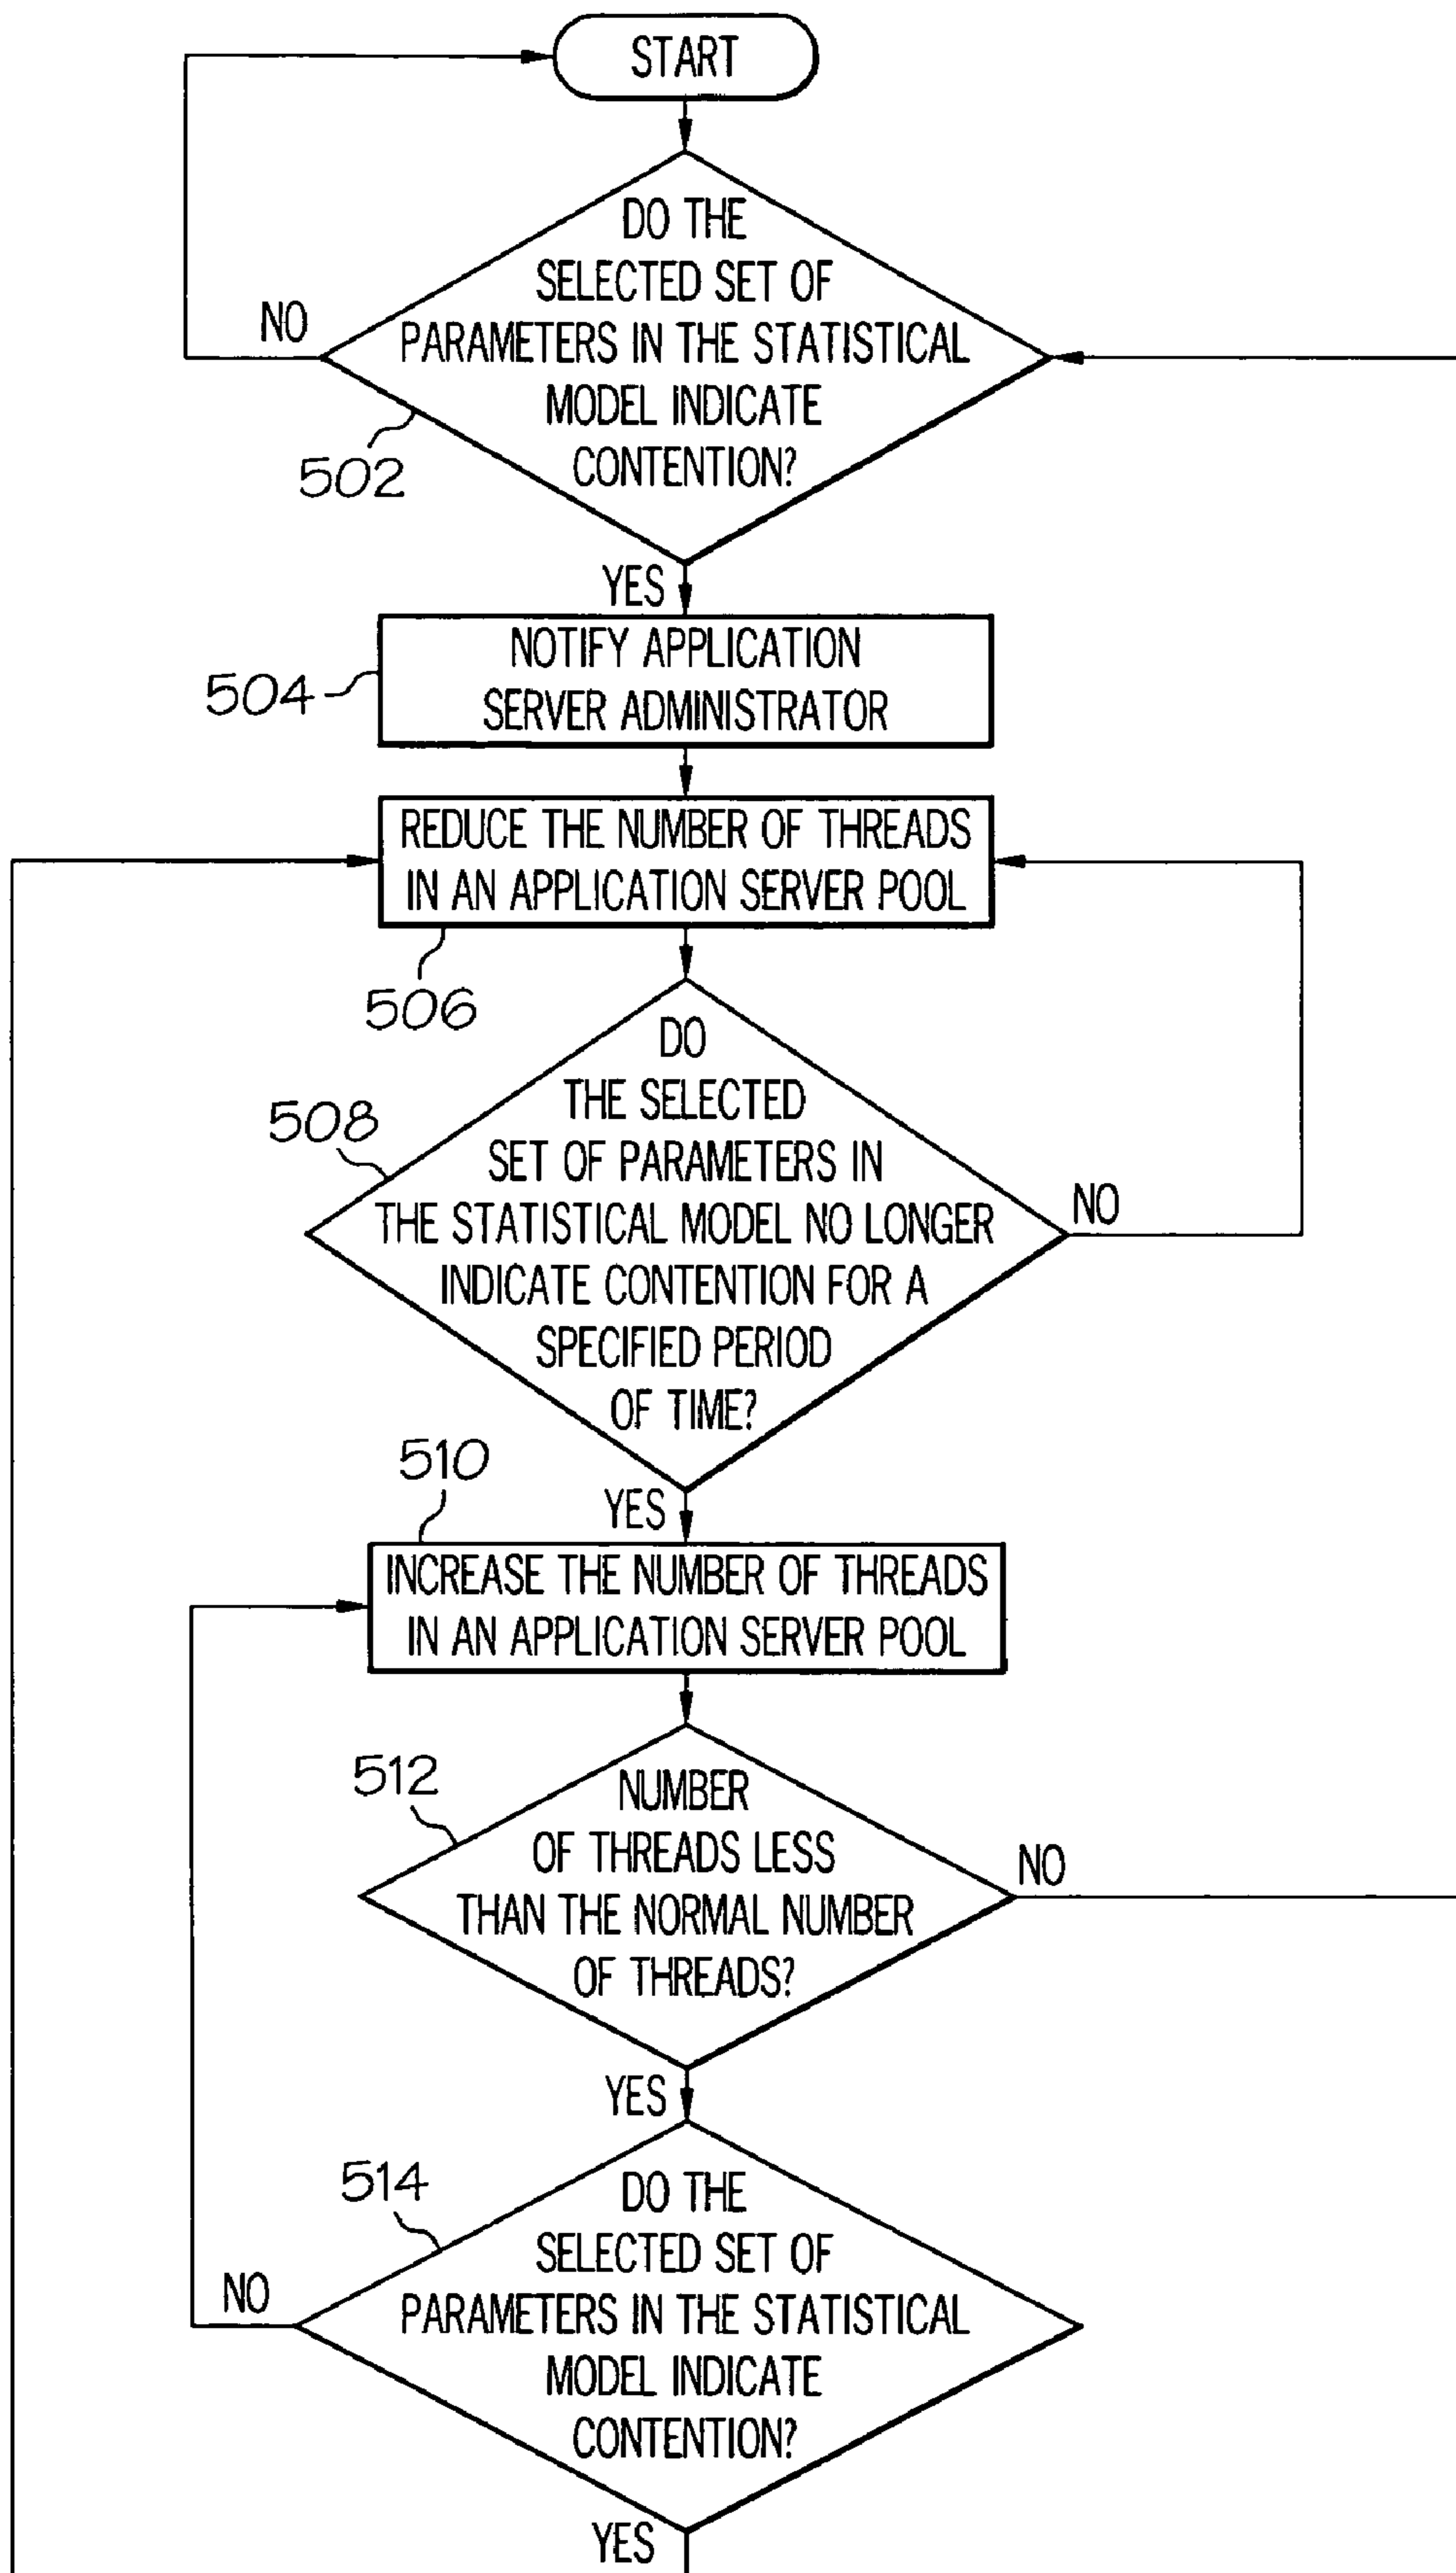 START
DO THE
SELECTED SET OF
PARAMETERS IN THE STATISTICAL
MODEL INDICATE
CONTENTION?
NO
502
YES
NOTIFY APPLICATION
SERVER ADMINISTRATOR
504
REDUCE THE NUMBER OF THREADS
IN AN APPLICATION SERVER POOL
506
DO
THE SELECTED
SET OF PARAMETERS IN
THE STATISTICAL MODEL NO LONGER
INDICATE CONTENTION FOR A
SPECIFIED PERIOD
OF TIME?
508
NO
YES
510
INCREASE THE NUMBER OF THREADS
IN AN APPLICATION SERVER POOL
512
NUMBER
OF THREADS LESS
THAN THE NORMAL NUMBER
OF THREADS?
NO
YES
514
DO THE
SELECTED SET OF
PARAMETERS IN THE STATISTICAL
MODEL INDICATE
CONTENTION?
NO
YES